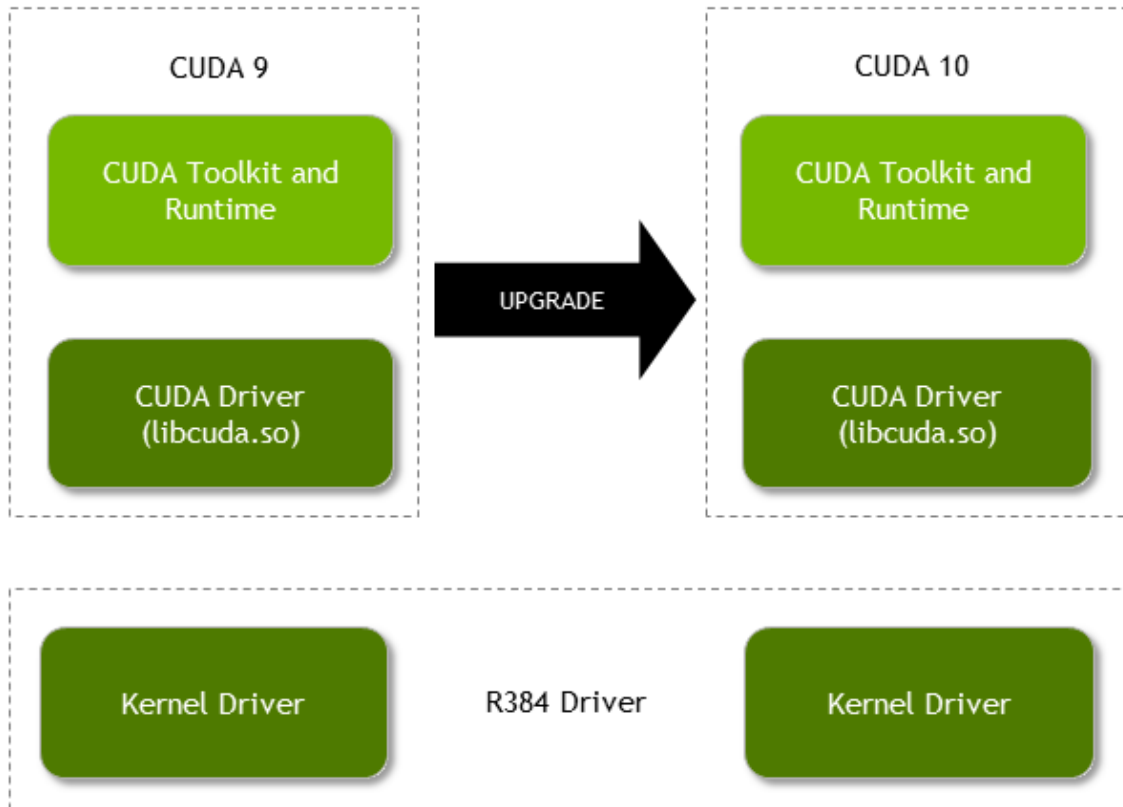 CUDA 9
CUDA Toolkit and
Runtime
CUDA Driver
(libcuda.so)
UPGRADE
CUDA 10
CUDA Toolkit and
Runtime
CUDA Driver
(libcuda.so)
Kernel Driver
R384 Driver
Kernel Driver